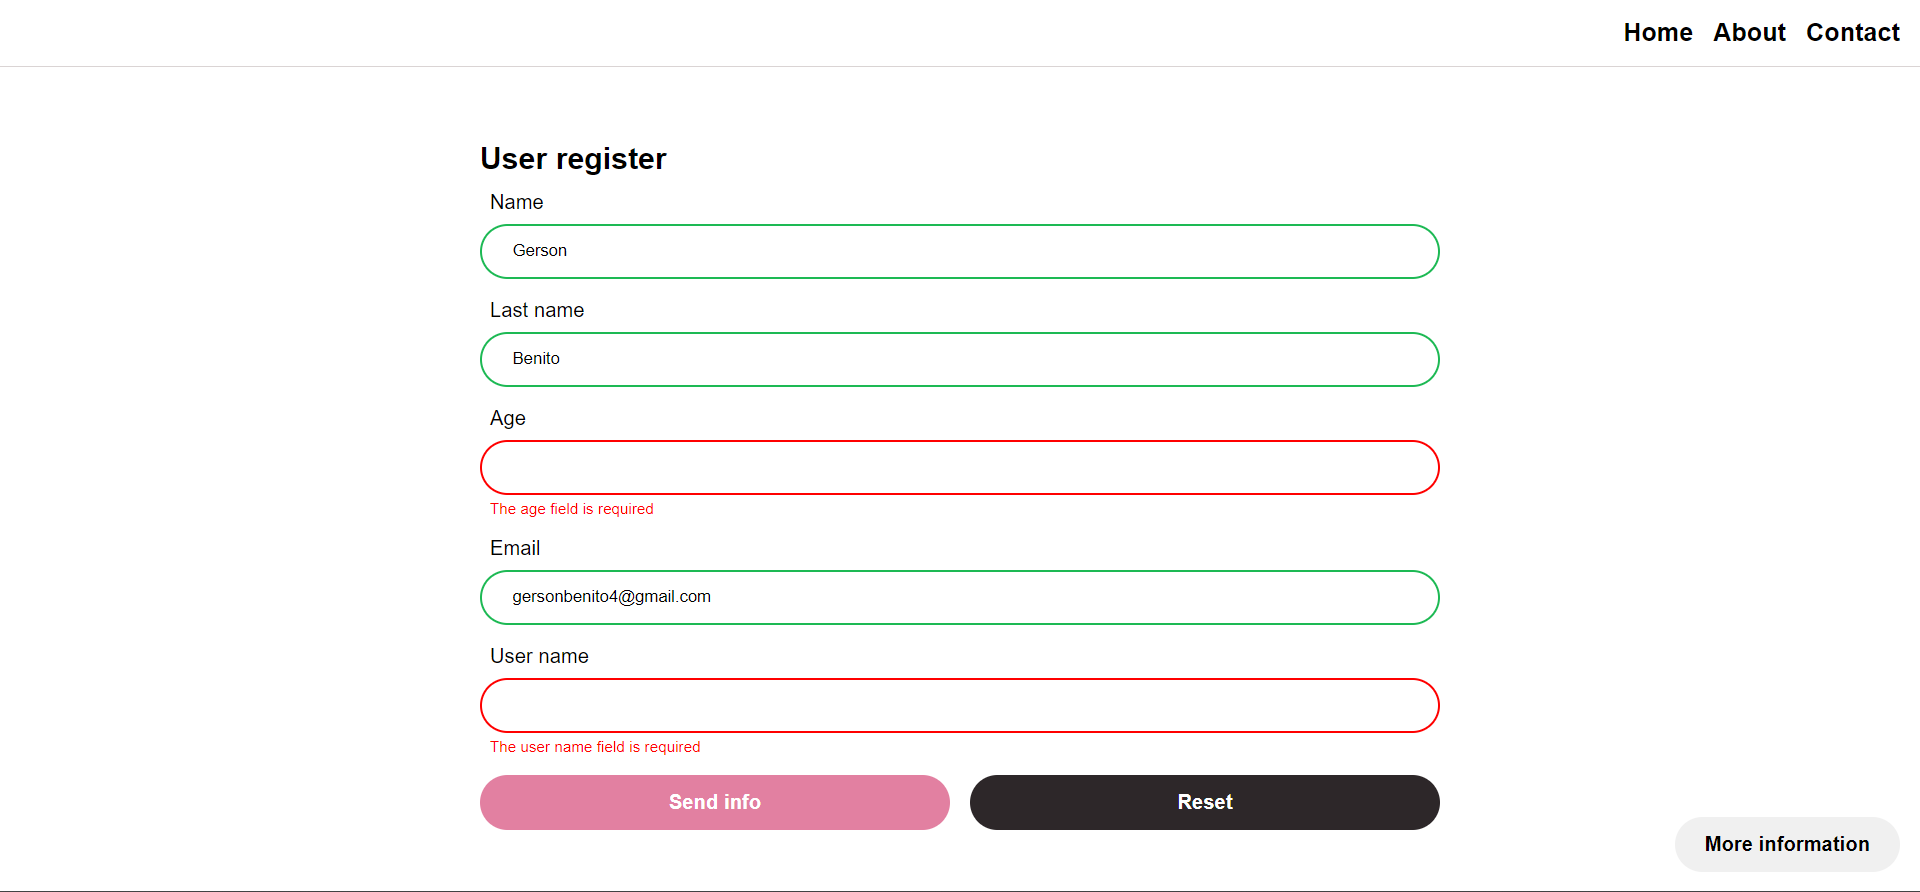 Home About Contact
User register
Name
Gerson
Last name
Benito
Age
The age field is required
Email
gersonbenito4@gmail.com
User name
The user name field is required
Send info Reset
More information